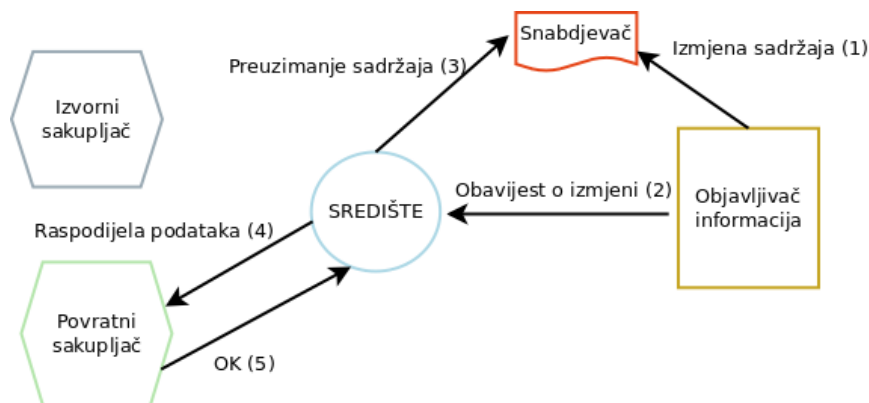 Snabdjevač
Izmjena sadržaja (1)
Preuzimanje sadržaja (3)
Izvorni
sakupljač
Obavijest o izmjeni (2)
Objavljivač
informacija
SREDIŠTE
Raspodijela podataka (4)
Povratni
sakupljač
OK (5)